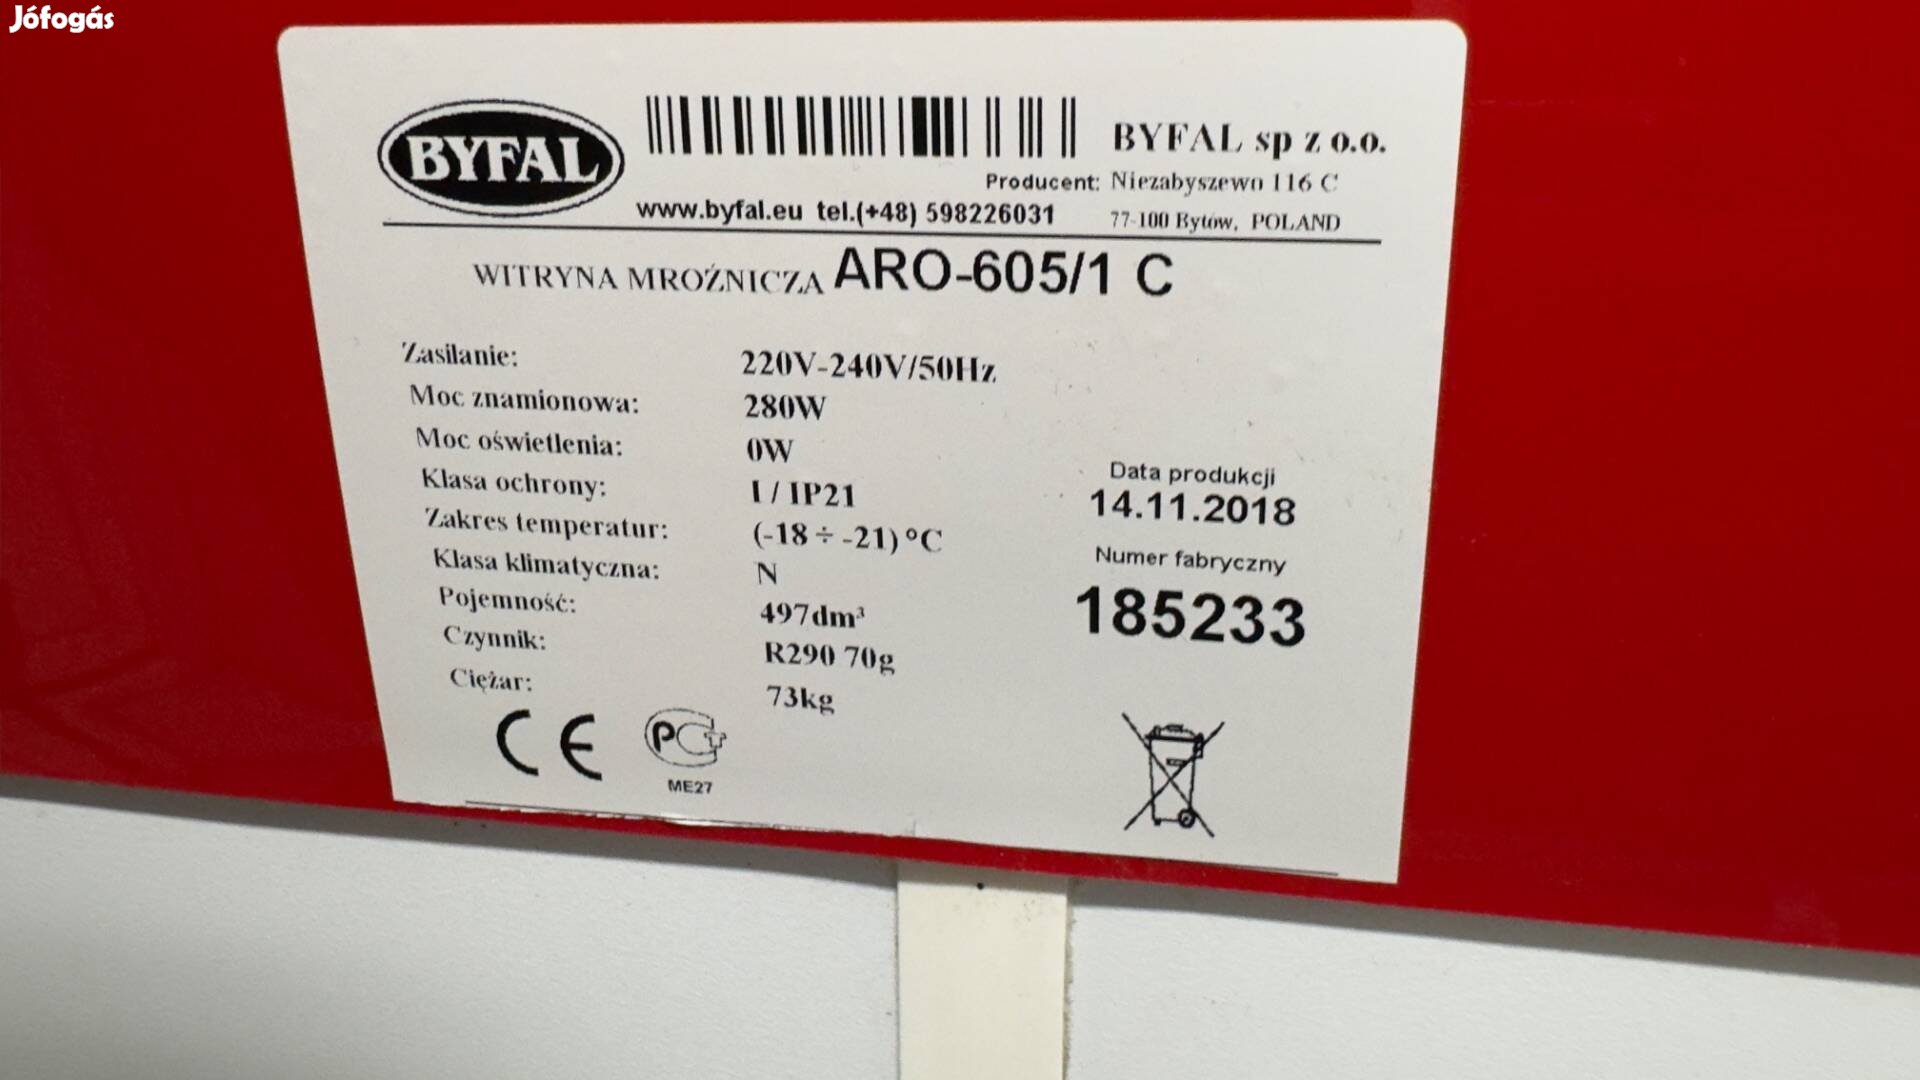 Jófogás
BYFAL
BYFAL sp z o.o.
Producent: Niezabyszewo 116 C
www.byfal.eu tel.(+48) 598226031
77-100 Bytów, POLAND
WITRYNA MROŹNICZA ARO-605/1 C
Zasilanie: 220V-240V/50Hz
Moc znamionowa: 280W
Moc oświetlenia: 0W
Klasa ochrony: I / IP21
Zakres temperatur: (-18 ÷ -21) °C
Klasa klimatyczna: N
Pojemność: 497dm³
Czynnik: R290 70g
Ciężar: 73kg
Data produkcji
14.11.2018
Numer fabryczny
185233
CE
PCT
ME27